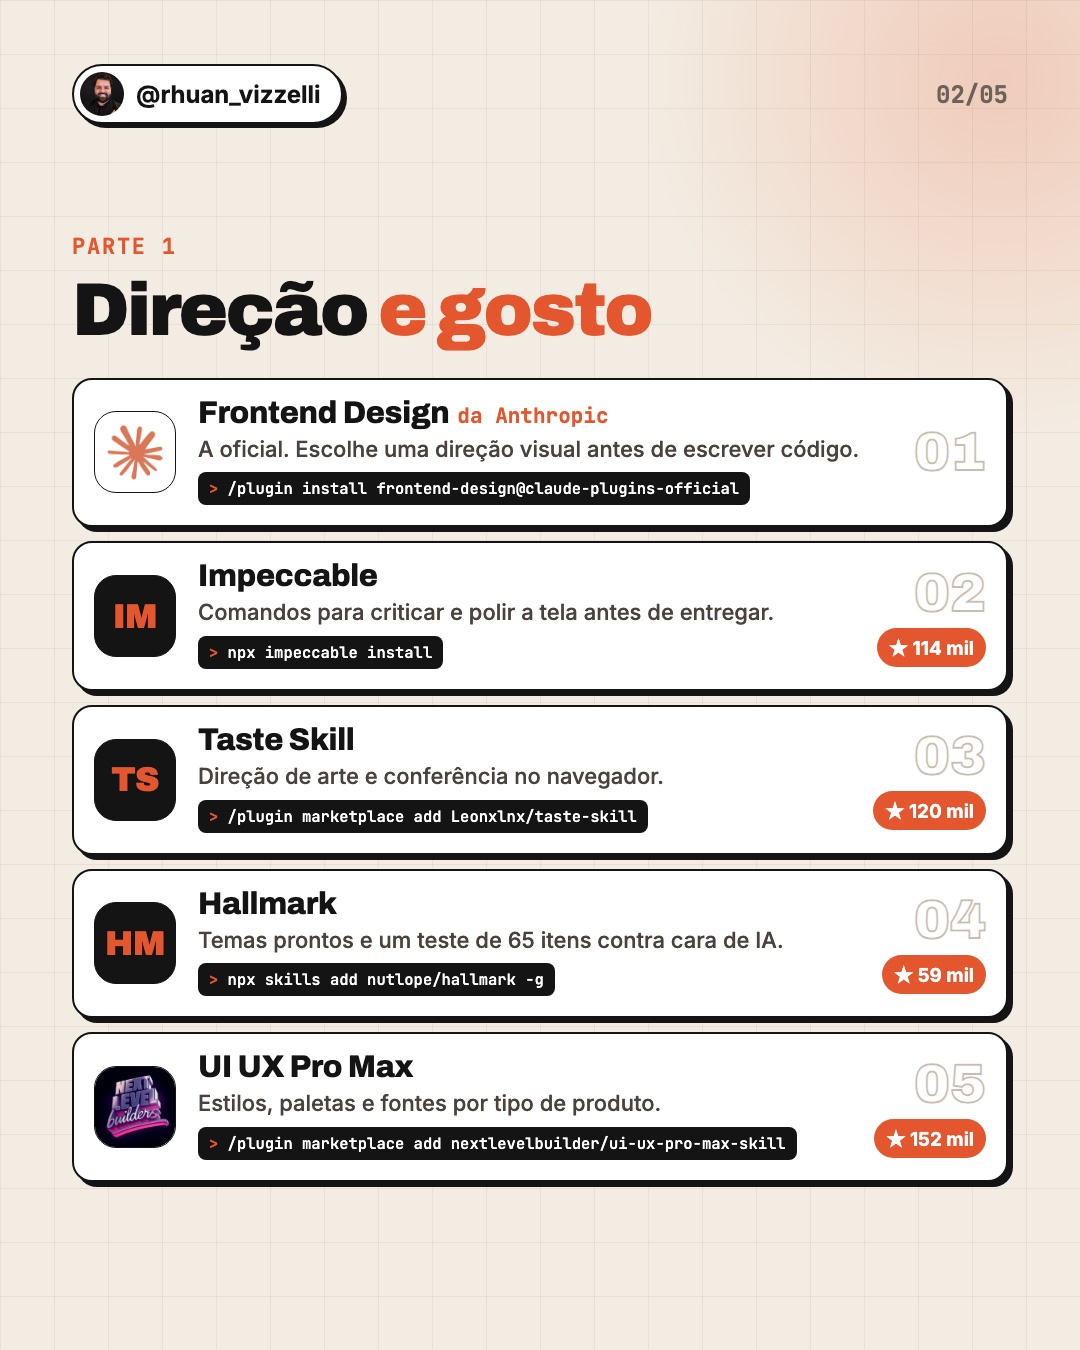 @rhuan_vizzelli
02/05
PARTE 1
Direção e gosto
Frontend Design da Anthropic
A oficial. Escolhe uma direção visual antes de escrever código.
> /plugin install frontend-design@claude-plugins-official
01
IM
Impeccable
Comandos para criticar e polir a tela antes de entregar.
> npx impeccable install
02
★ 114 mil
TS
Taste Skill
Direção de arte e conferência no navegador.
> /plugin marketplace add Leonxlnx/taste-skill
03
★ 120 mil
HM
Hallmark
Temas prontos e um teste de 65 itens contra cara de IA.
> npx skills add nutlope/hallmark -g
04
★ 59 mil
NEXT
LEVEL
builders
UI UX Pro Max
Estilos, paletas e fontes por tipo de produto.
> /plugin marketplace add nextlevelbuilder/ui-ux-pro-max-skill
05
★ 152 mil